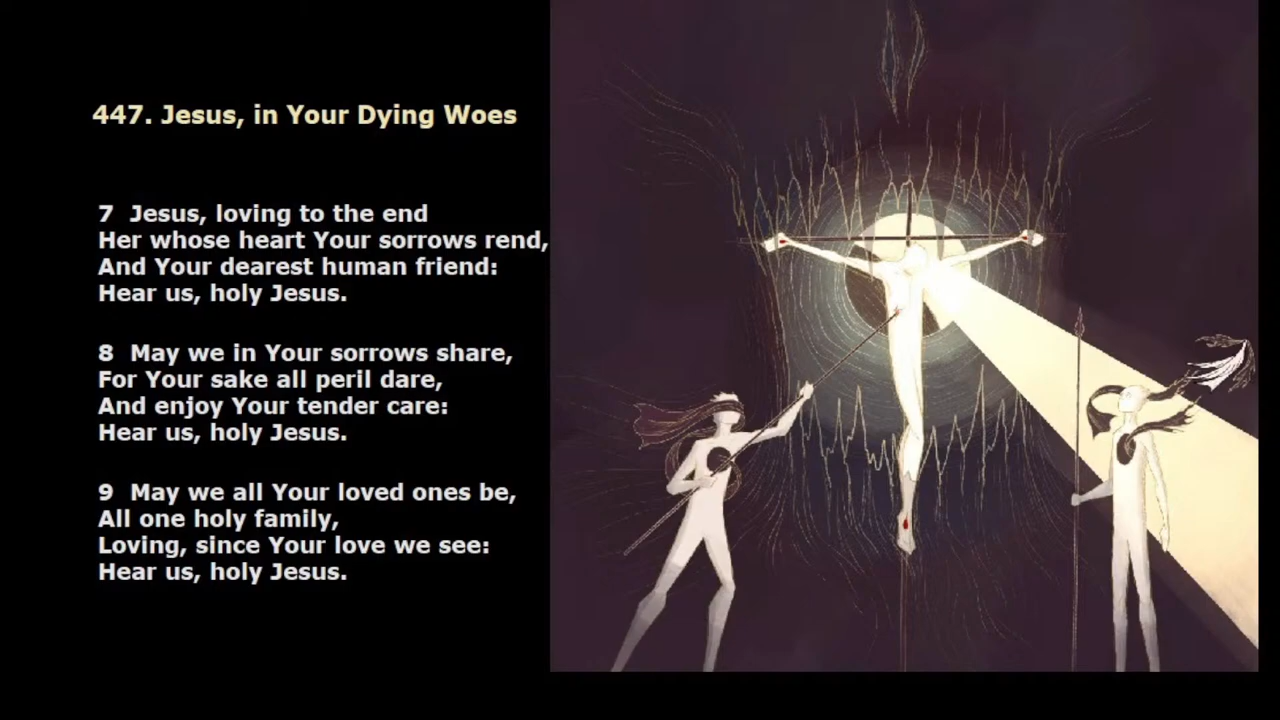 447. Jesus, in Your Dying Woes
7 Jesus, loving to the end
Her whose heart Your sorrows rend,
And Your dearest human friend:
Hear us, holy Jesus.
8 May we in Your sorrows share,
For Your sake all peril dare,
And enjoy Your tender care:
Hear us, holy Jesus.
9 May we all Your loved ones be,
All one holy family,
Loving, since Your love we see:
Hear us, holy Jesus.